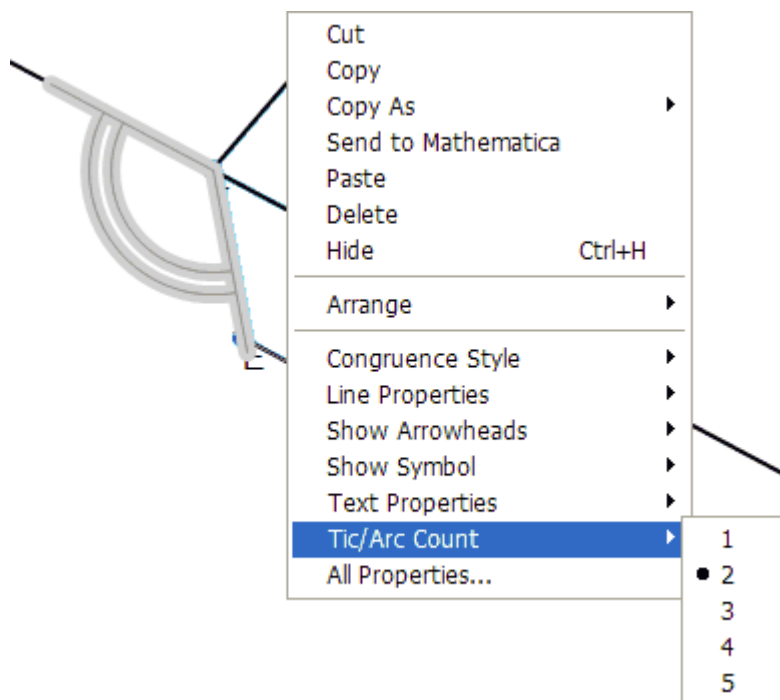 Cut
Copy
Copy As
Send to Mathematica
Paste
Delete
Hide Ctrl+H
Arrange
Congruence Style
Line Properties
Show Arrowheads
Show Symbol
Text Properties
Tic/Arc Count
All Properties...
1
2
3
4
5